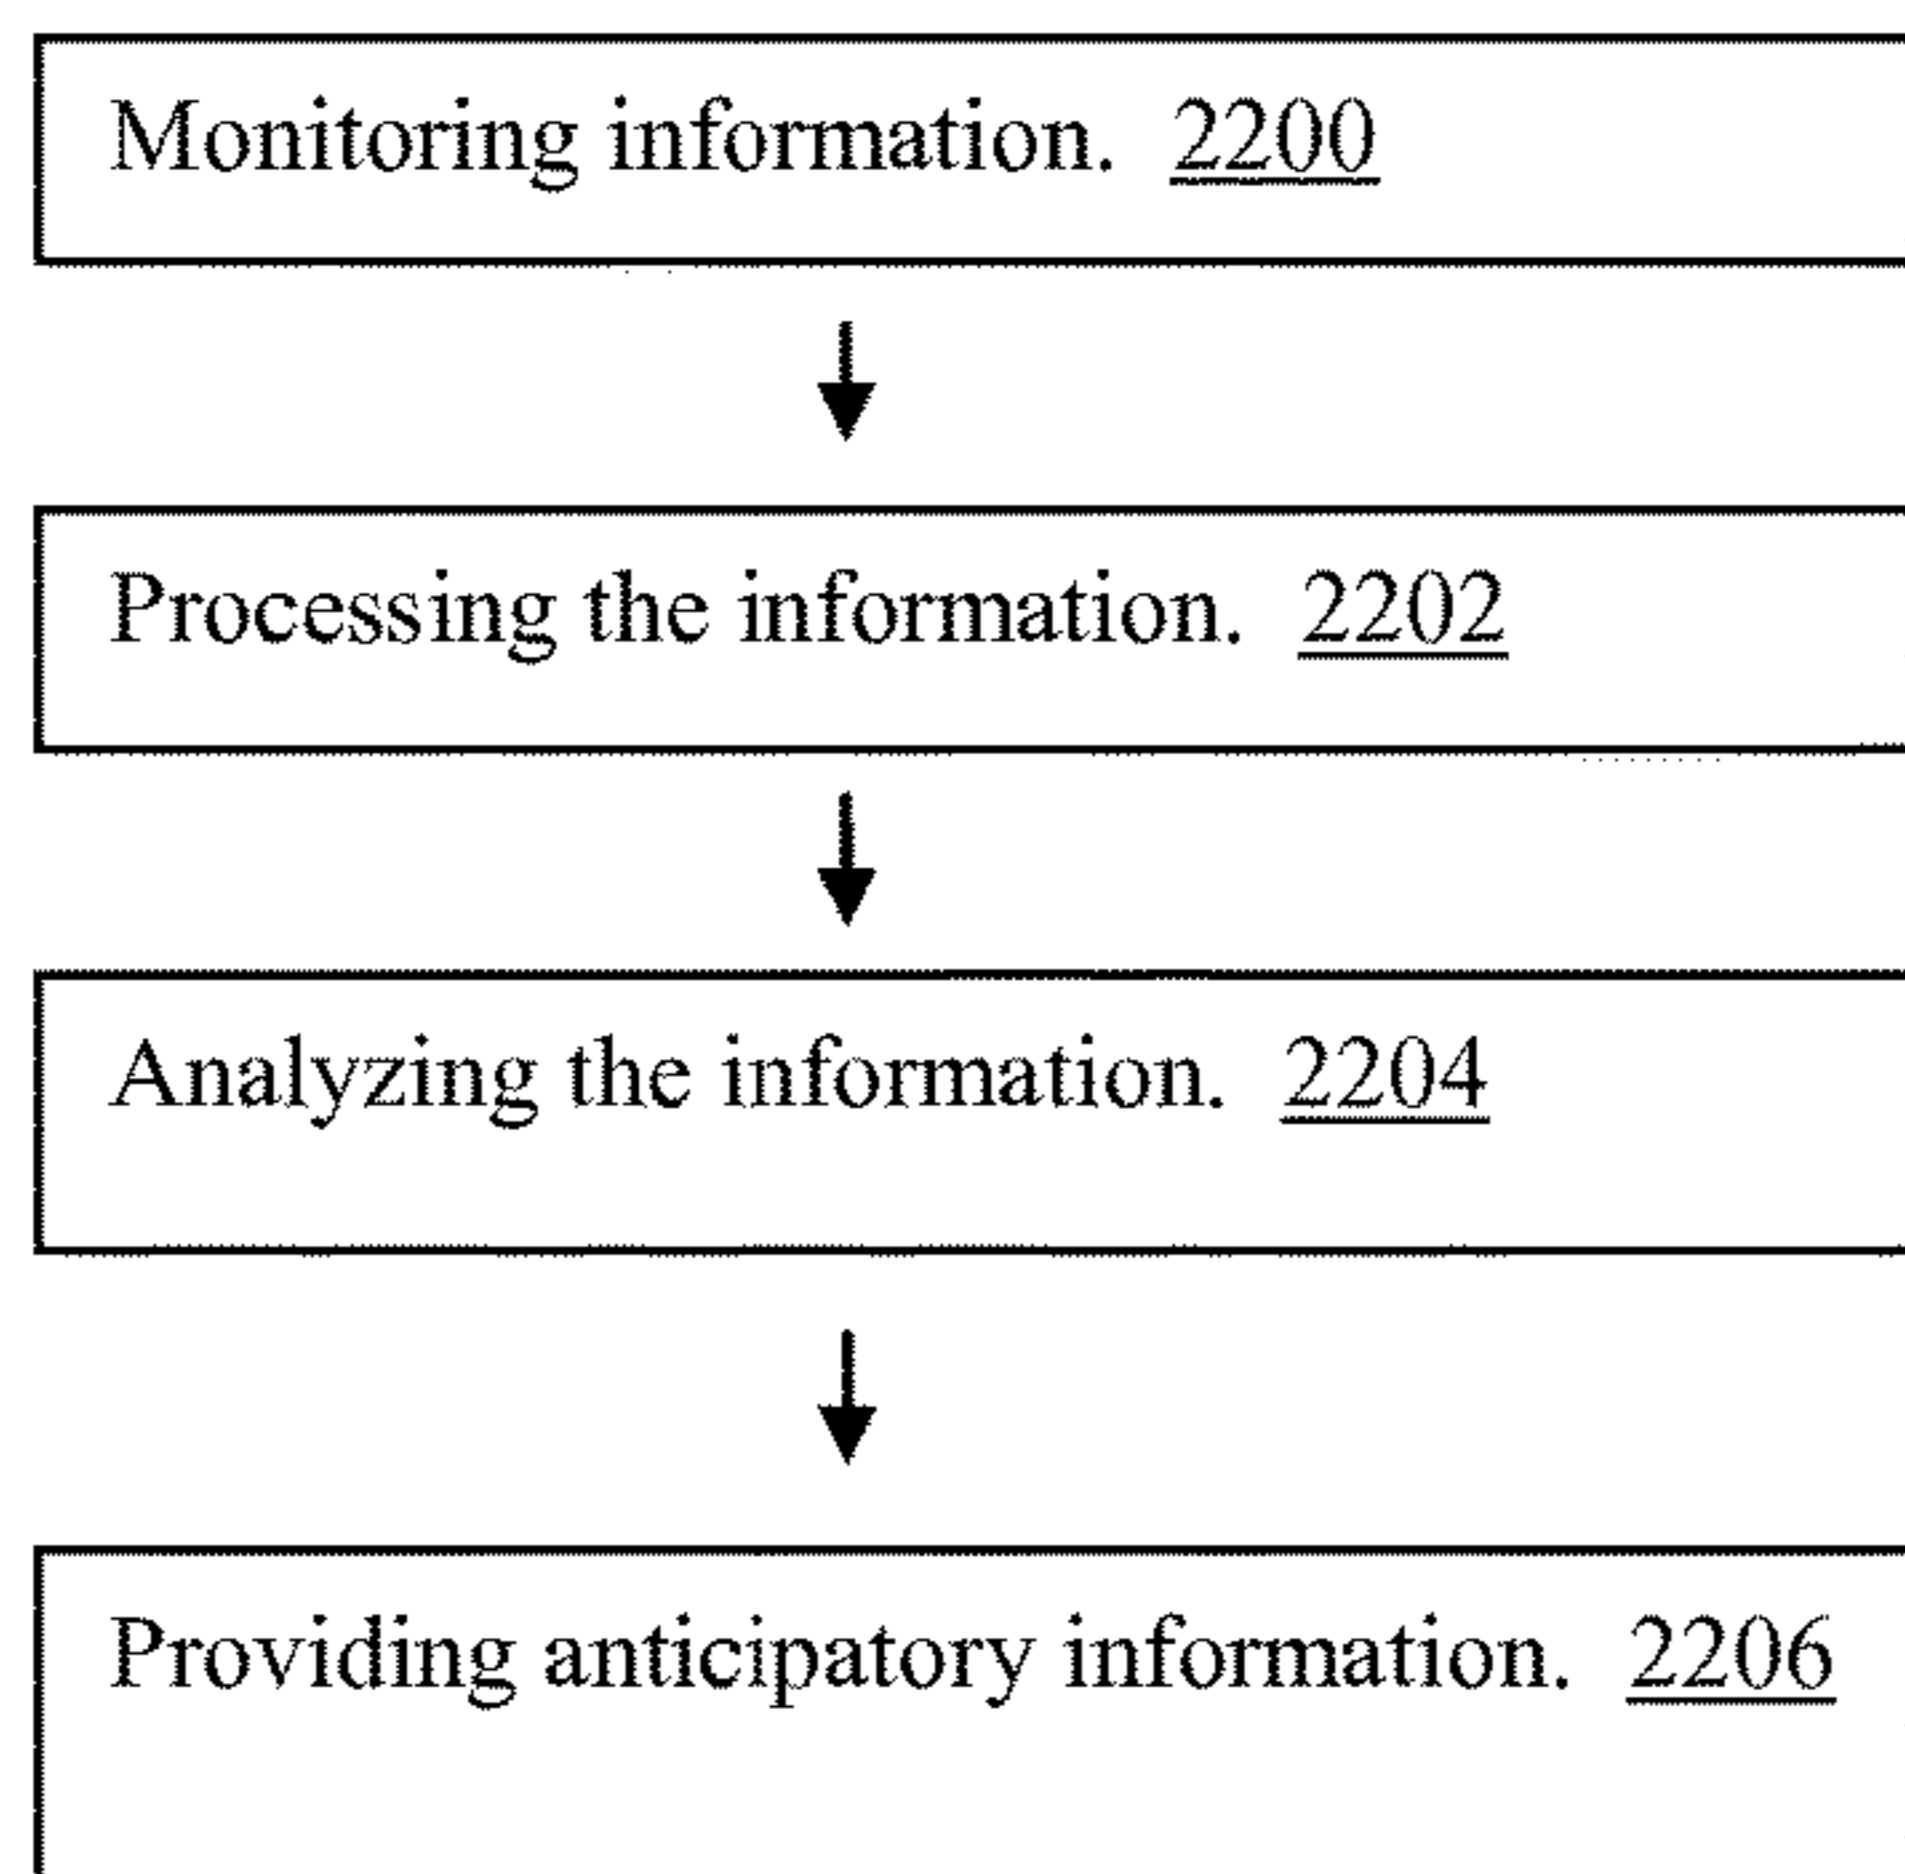 Monitoring information. 2200
Processing the information. 2202
Analyzing the information. 2204
Providing anticipatory information. 2206